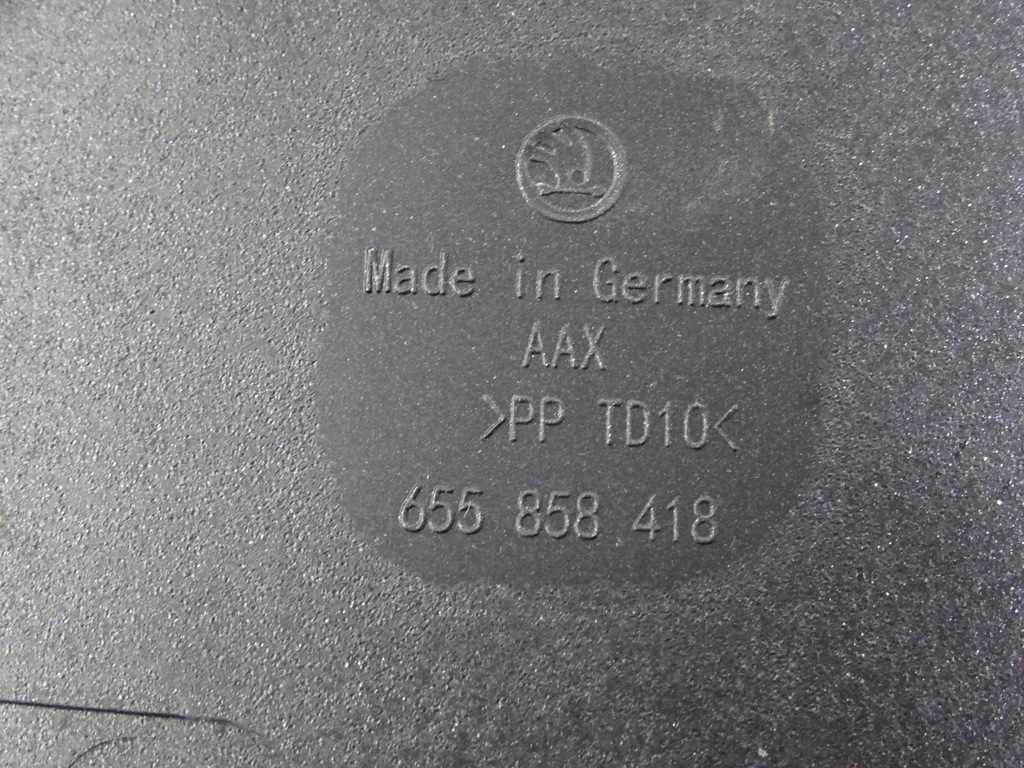 Made in Germany
AAX
>PP TD10<
655 858 418